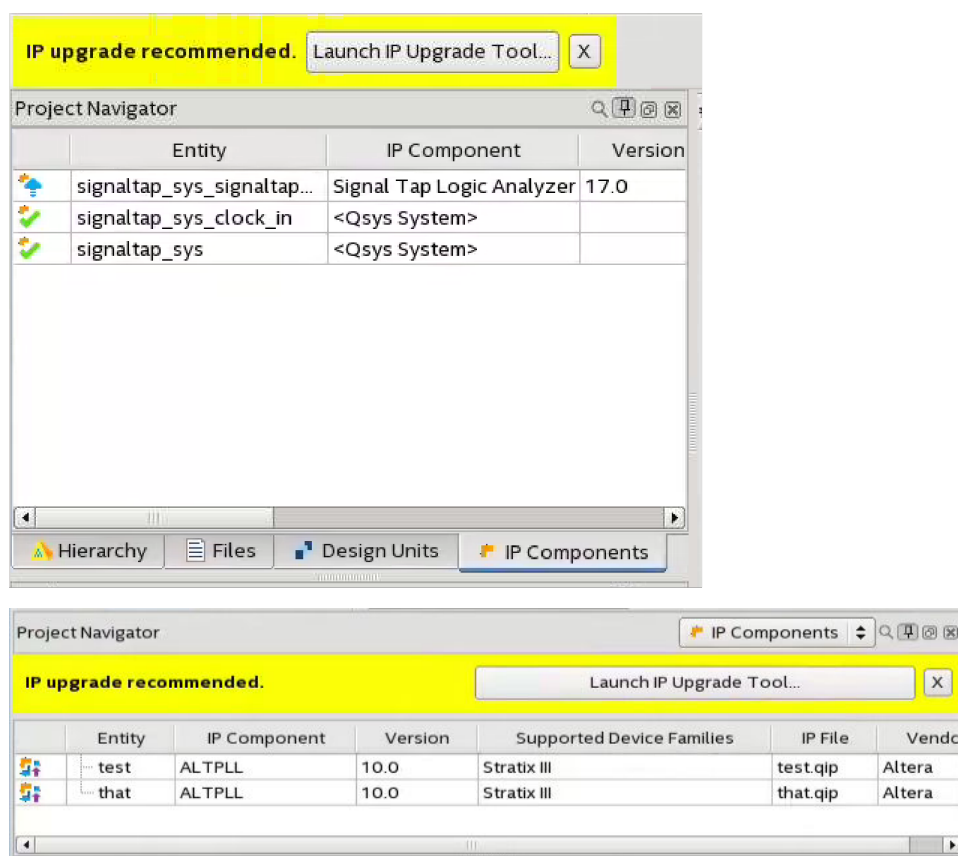 IP upgrade recommended. Launch IP Upgrade Tool... X
Project Navigator
Entity IP Component Version
signaltap_sys_signaltap... Signal Tap Logic Analyzer 17.0
signaltap_sys_clock_in <Qsys System>
signaltap_sys <Qsys System>
Hierarchy Files Design Units IP Components
Project Navigator IP Components
IP upgrade recommended. Launch IP Upgrade Tool... X
Entity IP Component Version Supported Device Families IP File Vendo
test ALTPLL 10.0 Stratix III test.qip Altera
that ALTPLL 10.0 Stratix III that.qip Altera